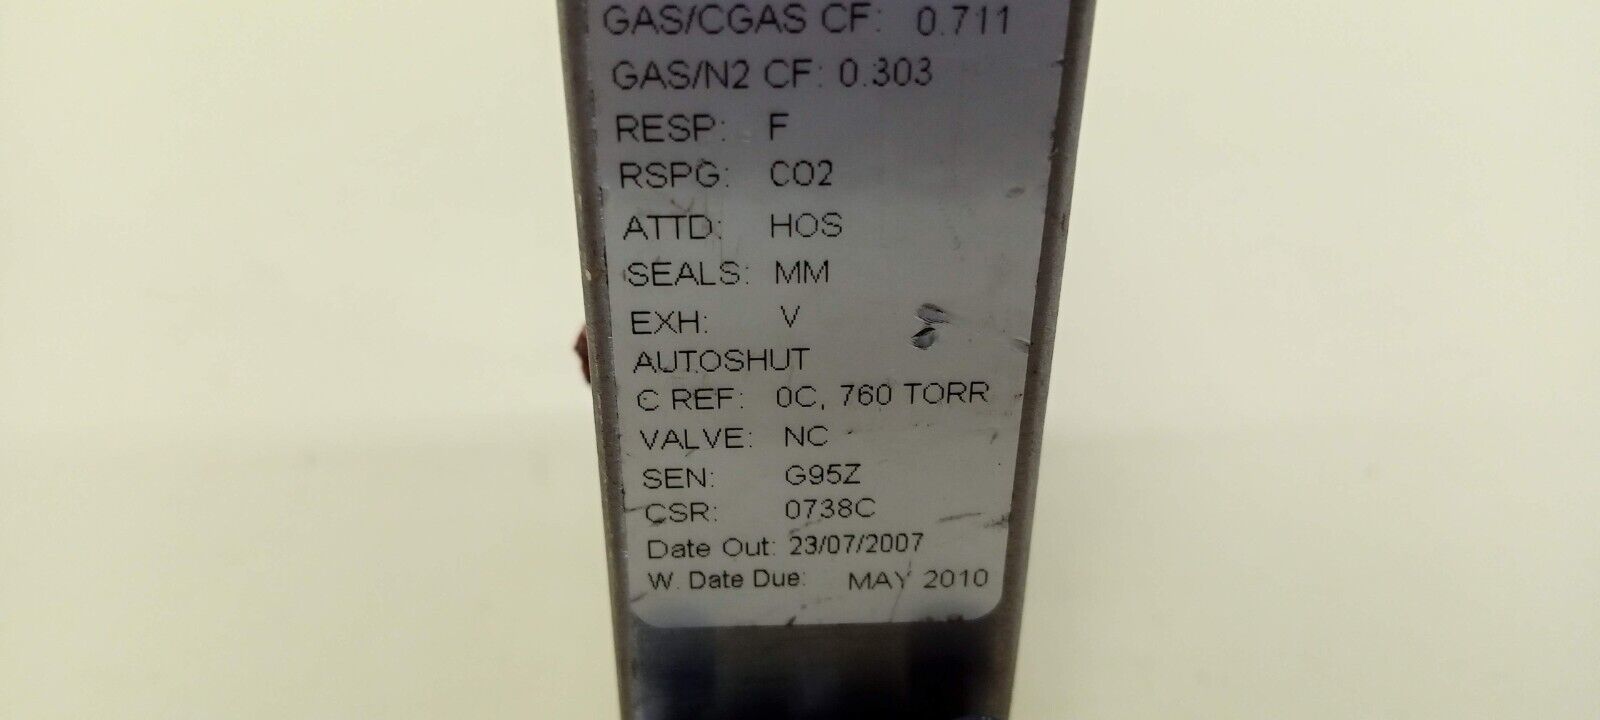 GAS/CGAS CF: 0.711
GAS/N2 CF: 0.303
RESP: F
RSPG: CO2
ATTD: HOS
SEALS: MM
EXH: V
AUTOSHUT
C REF: 0C, 760 TORR
VALVE: NC
SEN: G95Z
CSR: 0738C
Date Out: 23/07/2007
W. Date Due: MAY 2010